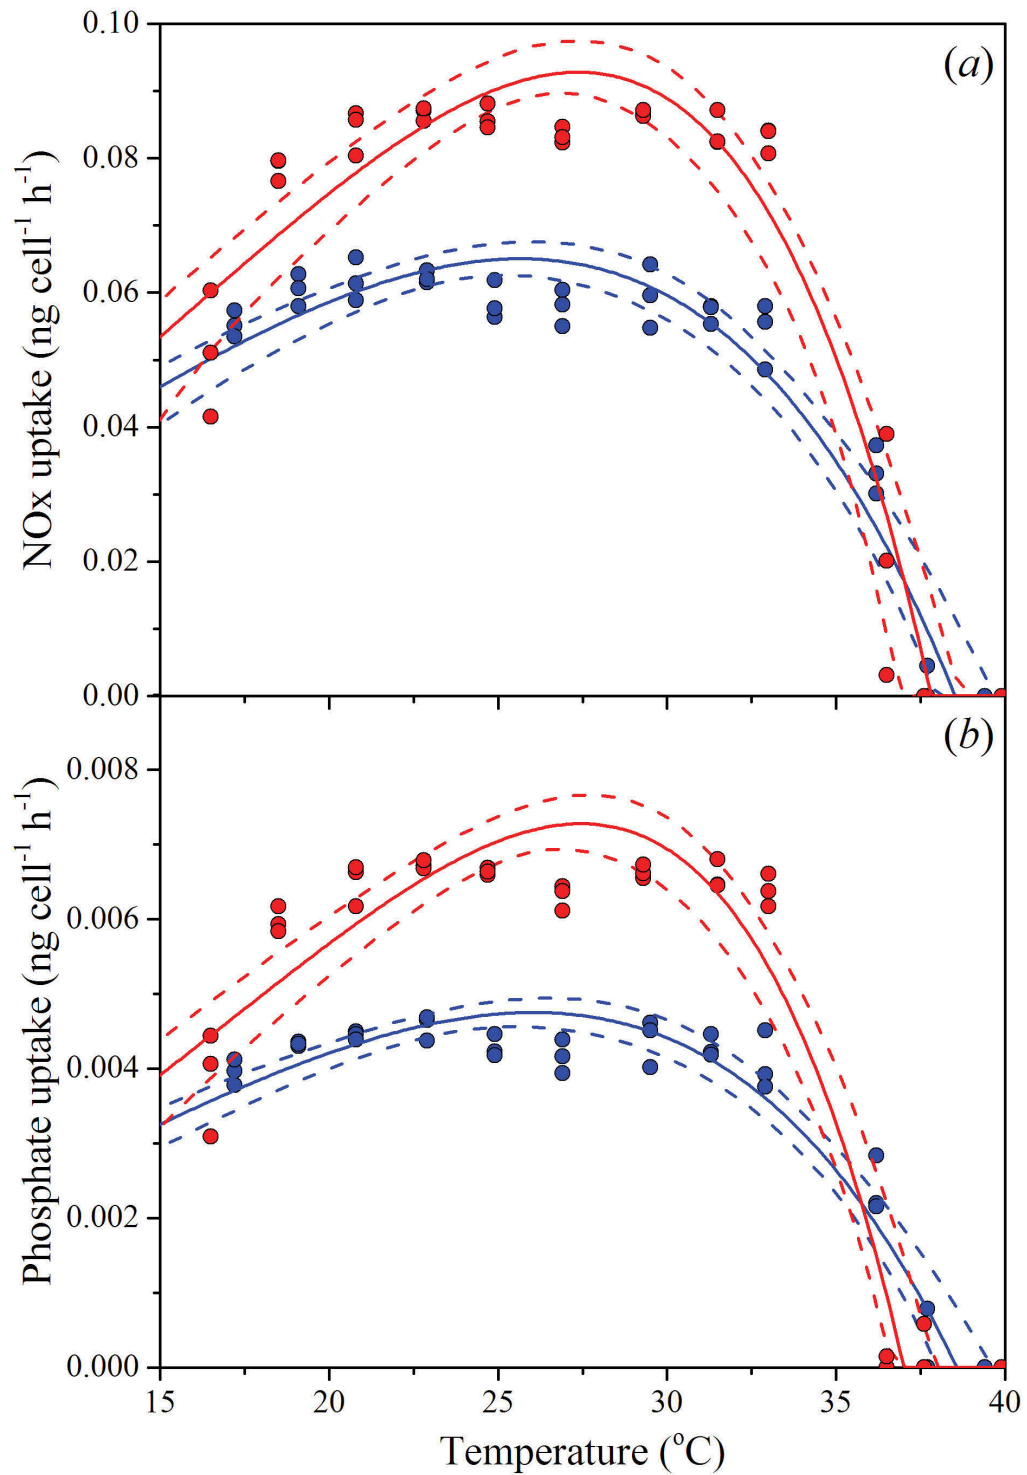 (a)
0.10
0.08
0.06
0.04
0.02
0.00
NOx uptake (ng cell⁻¹ h⁻¹)
(b)
0.008
0.006
0.004
0.002
0.000
Phosphate uptake (ng cell⁻¹ h⁻¹)
15 20 25 30 35 40
Temperature (°C)